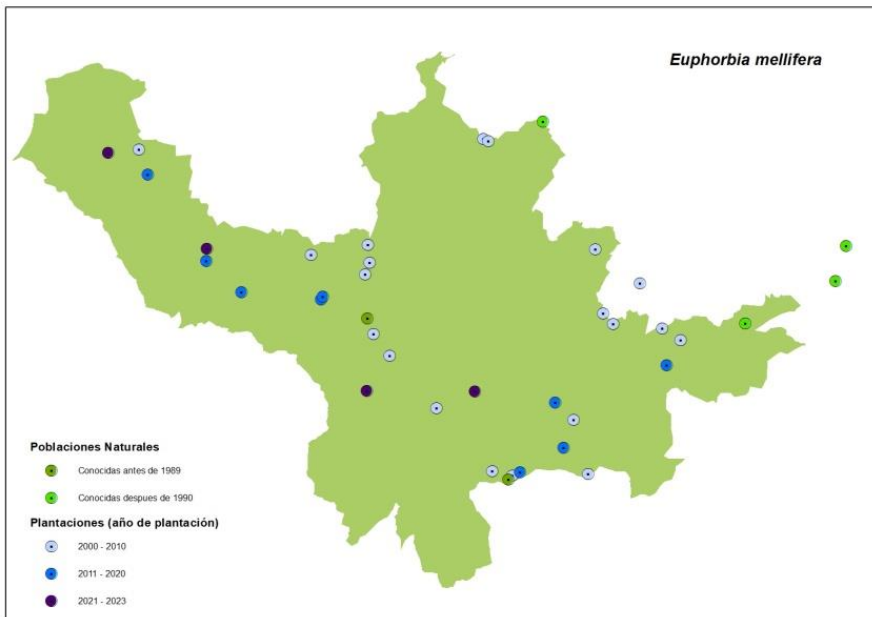 Euphorbia mellifera
Poblaciones Naturales
Conocidas antes de 1989
Conocidas despues de 1990
Plantaciones (año de plantación)
2000 - 2010
2011 - 2020
2021 - 2023